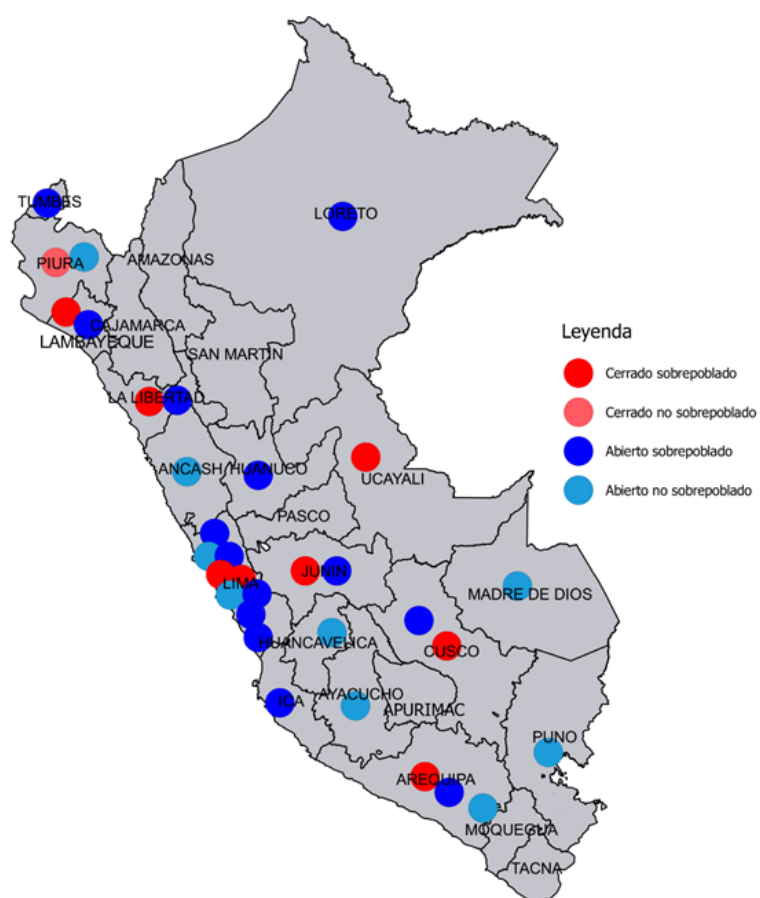 TUMBES
LORETO
PIURA
AMAZONAS
CAJAMARCA
LAMBAYEQUE
SAN MARTIN
LA LIBERTAD
ANCASH
HUANUCO
UCAYALI
PASCO
LIMA
JUNIN
MADRE DE DIOS
HUANCAVELICA
CUSCO
ICA
AYACUCHO
APURIMAC
PUNO
AREQUIPA
MOQUEGUA
TACNA
Leyenda
Cerrado sobrepoblado
Cerrado no sobrepoblado
Abierto sobrepoblado
Abierto no sobrepoblado